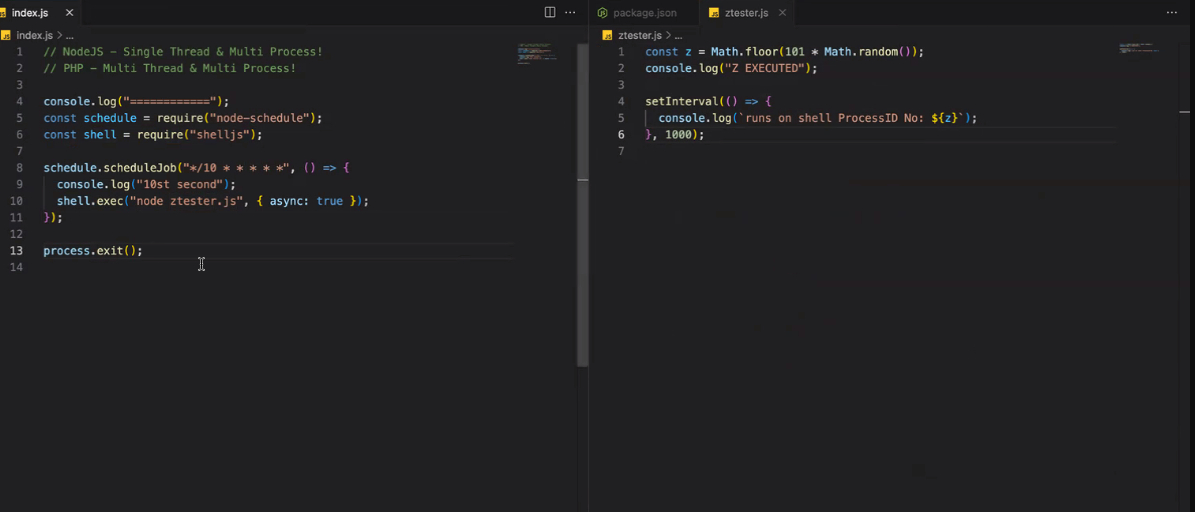 index.js
index.js > ...
1 // NodeJS - Single Thread & Multi Process!
2 // PHP - Multi Thread & Multi Process!
3
4 console.log("============");
5 const schedule = require("node-schedule");
6 const shell = require("shelljs");
7
8 schedule.scheduleJob("*/10 * * * * *", () => {
9 console.log("10st second");
10 shell.exec("node ztester.js", { async: true });
11 });
12
13 process.exit();
14
package.json
ztester.js
ztester.js > ...
1 const z = Math.floor(101 * Math.random());
2 console.log("Z EXECUTED");
3
4 setInterval(() => {
5 console.log(`runs on shell ProcessID No: ${z}`);
6 }, 1000);
7